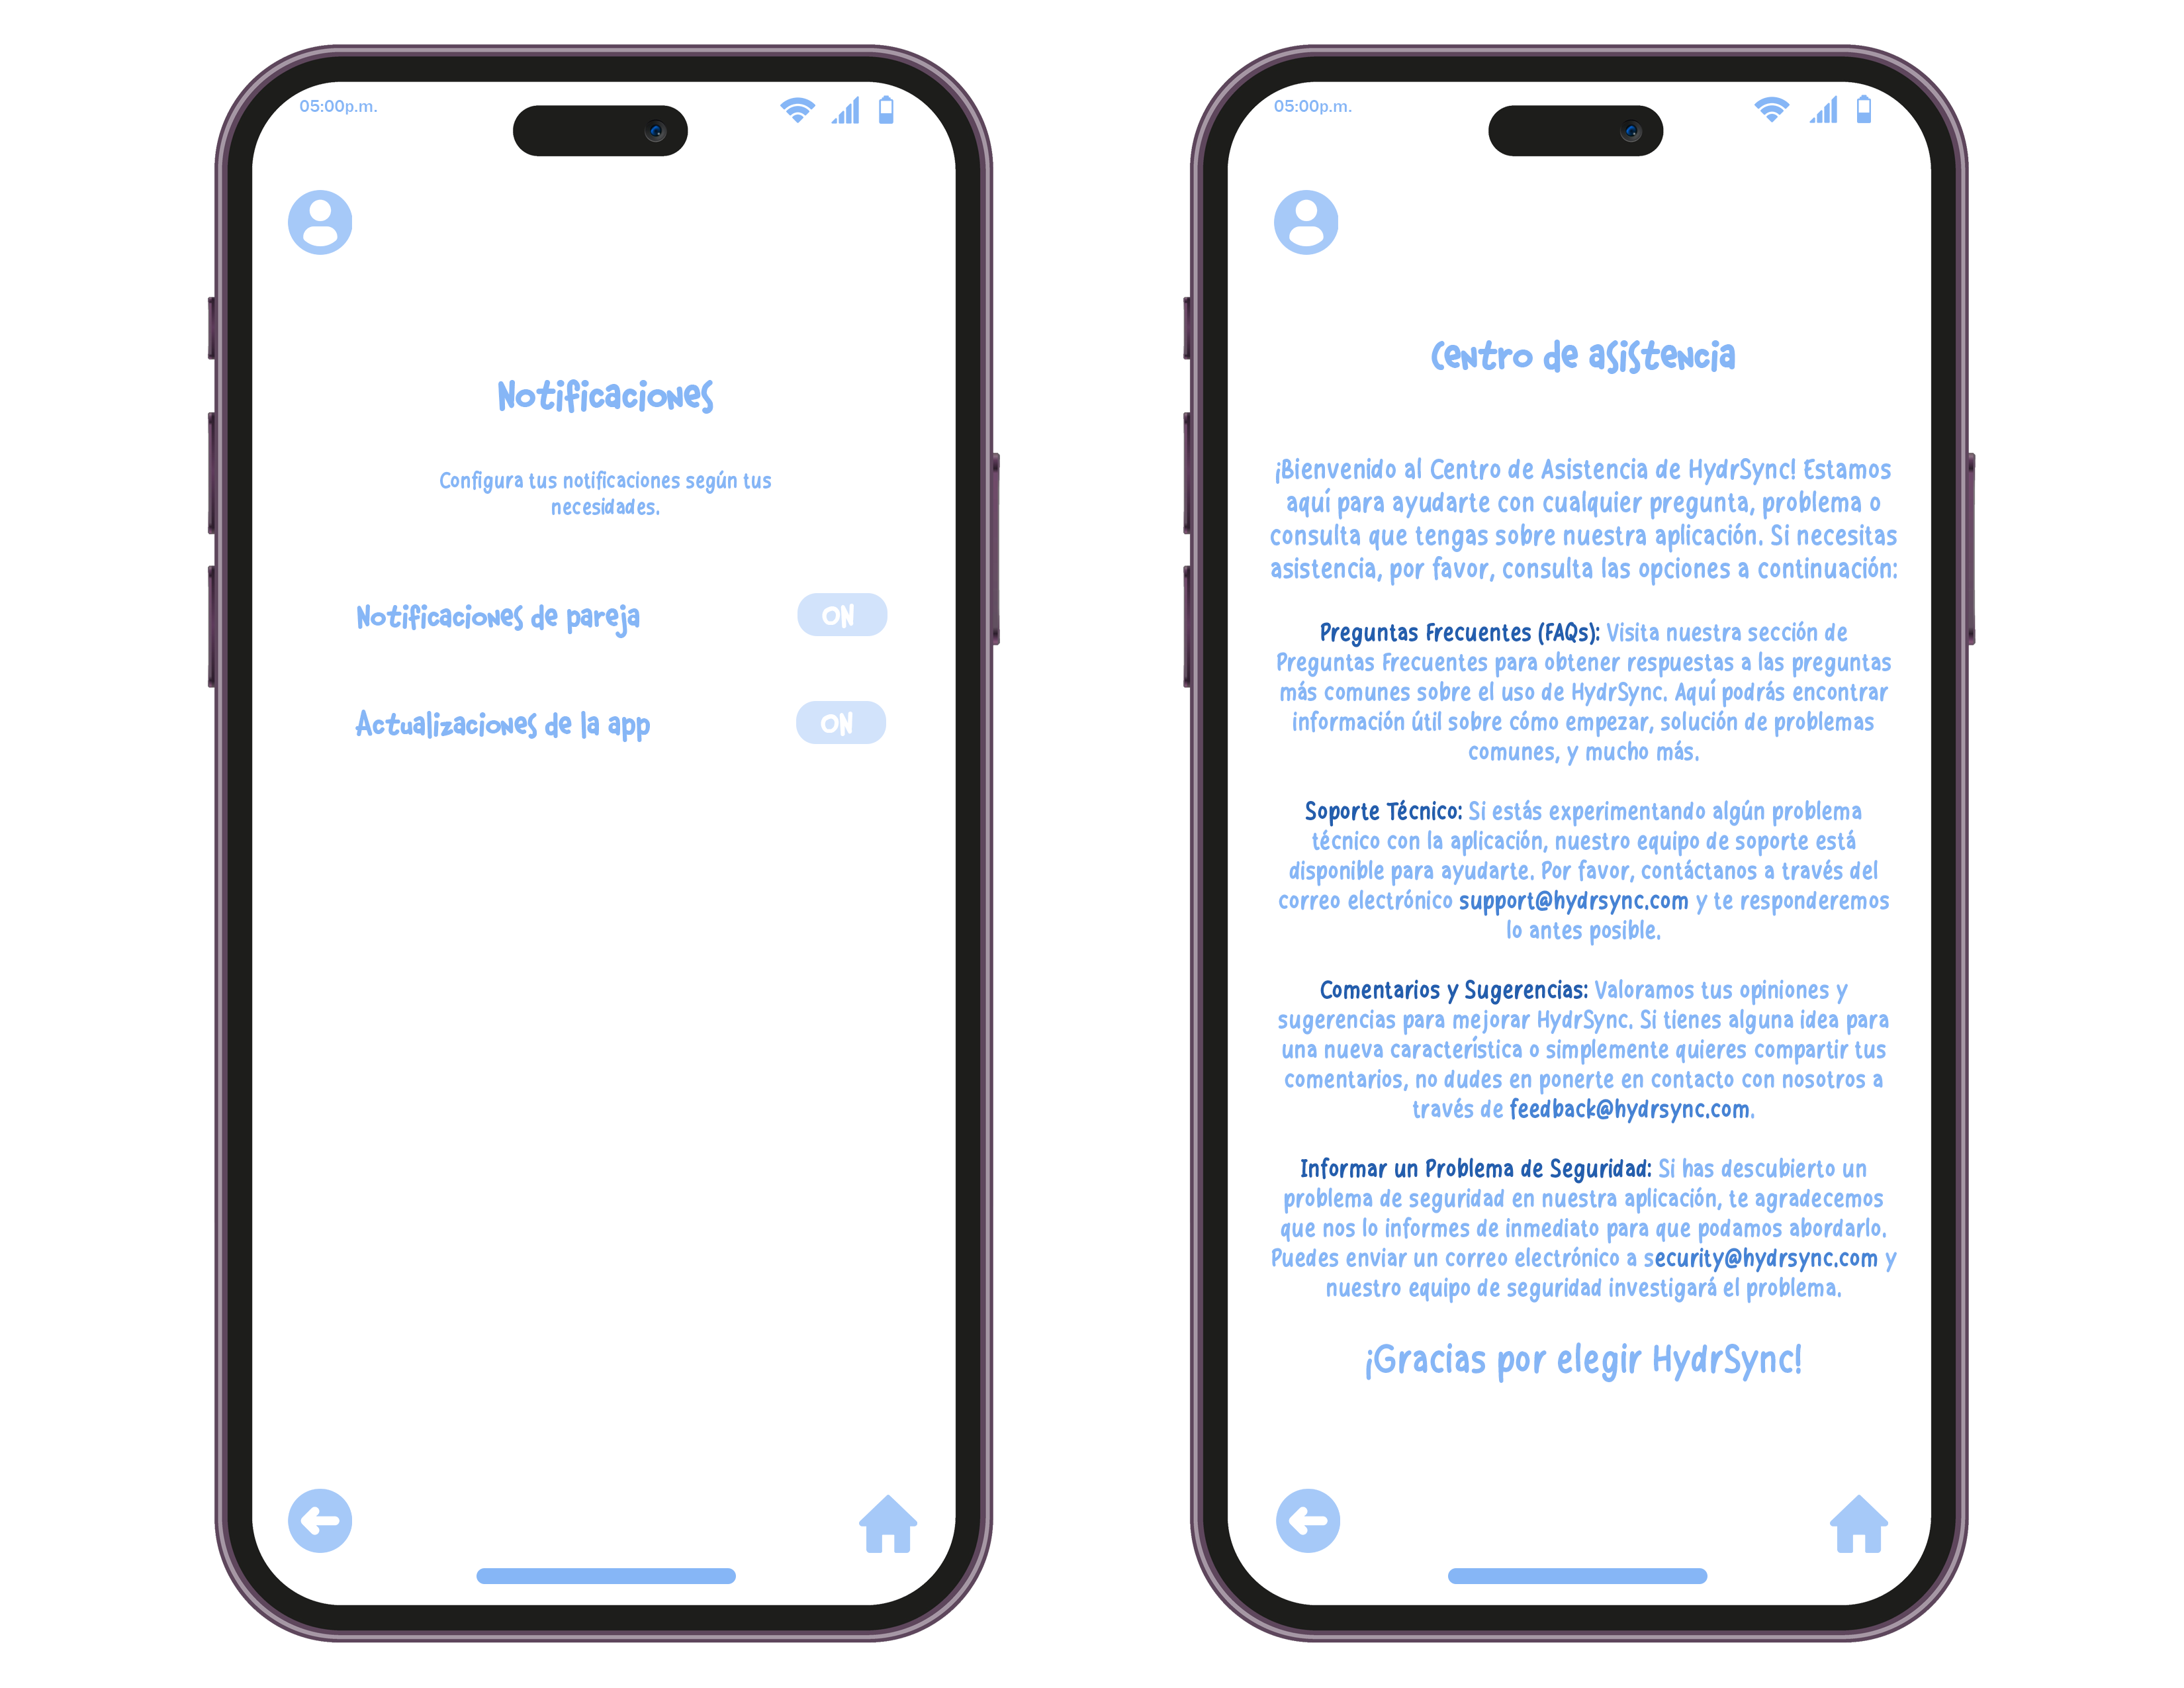 05:00p.m.
Notificaciones
Configura tus notificaciones según tus
necesidades.
Notificaciones de pareja
ON
Actualizaciones de la app
ON
05:00p.m.
Centro de asistencia
¡Bienvenido al Centro de Asistencia de HydrSync! Estamos
aquí para ayudarte con cualquier pregunta, problema o
consulta que tengas sobre nuestra aplicación. Si necesitas
asistencia, por favor, consulta las opciones a continuación:
Preguntas Frecuentes (FAQs): Visita nuestra sección de
Preguntas Frecuentes para obtener respuestas a las preguntas
más comunes sobre el uso de HydrSync. Aquí podrás encontrar
información útil sobre cómo empezar, solución de problemas
comunes, y mucho más.
Soporte Técnico: Si estás experimentando algún problema
técnico con la aplicación, nuestro equipo de soporte está
disponible para ayudarte. Por favor, contáctanos a través del
correo electrónico support@hydrsync.com y te responderemos
lo antes posible.
Comentarios y Sugerencias: Valoramos tus opiniones y
sugerencias para mejorar HydrSync. Si tienes alguna idea para
una nueva característica o simplemente quieres compartir tus
comentarios, no dudes en ponerte en contacto con nosotros a
través de feedback@hydrsync.com.
Informar un Problema de Seguridad: Si has descubierto un
problema de seguridad en nuestra aplicación, te agradecemos
que nos lo informes de inmediato para que podamos abordarlo.
Puedes enviar un correo electrónico a security@hydrsync.com y
nuestro equipo de seguridad investigará el problema.
¡Gracias por elegir HydrSync!